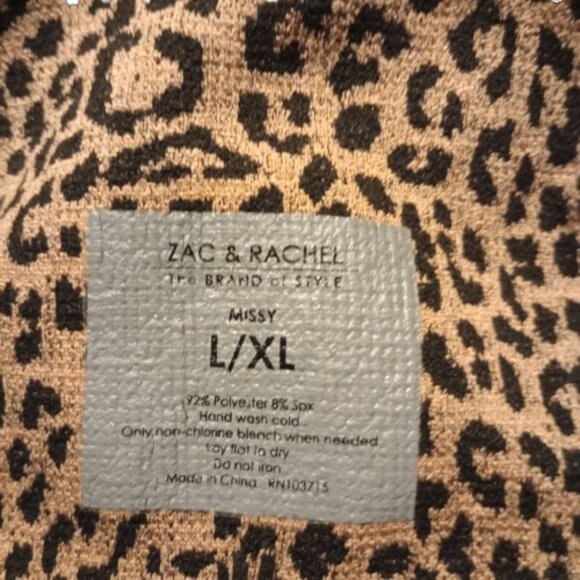 ZAC & RACHEL
The BRAND of STYLE
MISSY
L/XL
92% Polyester 8% Spx
Hand wash cold
Only non-chlorine bleach when needed
Lay flat to dry
Do not iron
Made in China RN103715